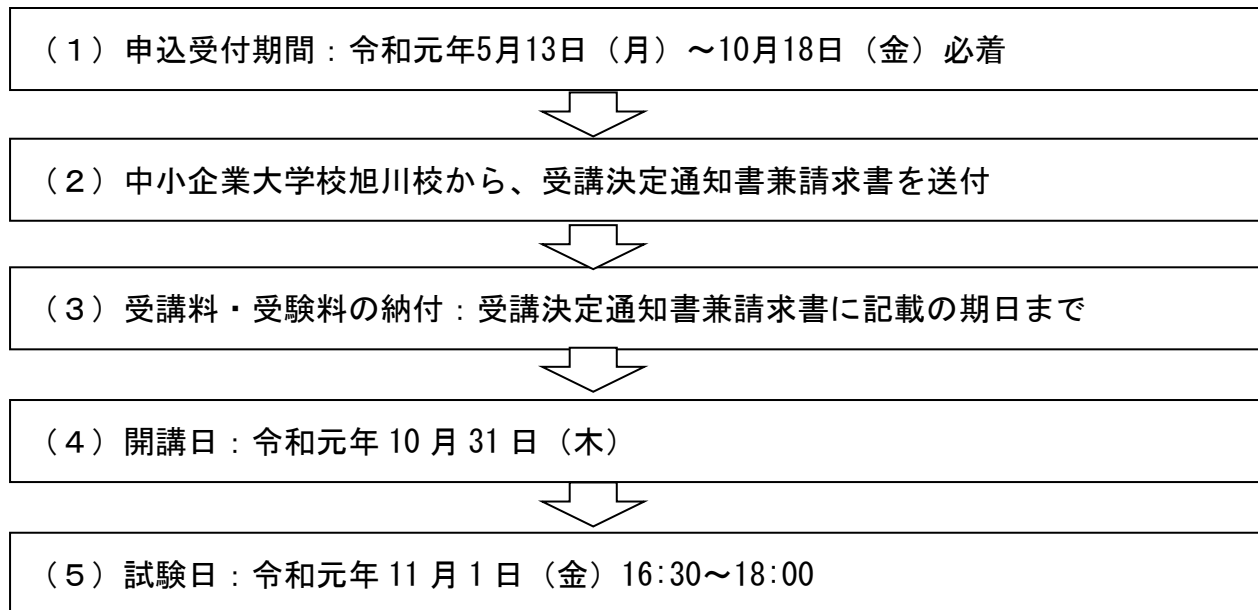 （１）申込受付期間：令和元年5月13日（月）～10月18日（金）必着
（２）中小企業大学校旭川校から、受講決定通知書兼請求書を送付
（３）受講料・受験料の納付：受講決定通知書兼請求書に記載の期日まで
（４）開講日：令和元年 10 月 31 日（木）
（５）試験日：令和元年 11 月 1 日（金）16:30～18:00